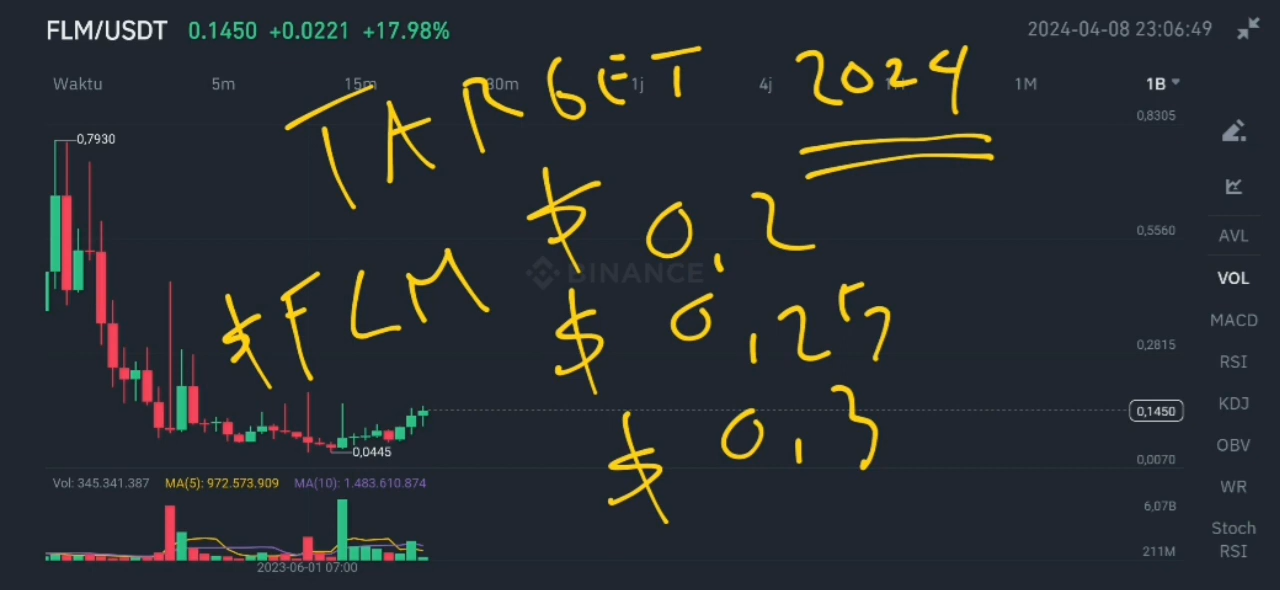 FLM/USDT 0.1450 +0.0221 +17.98% 2024-04-08 23:06:49
Waktu 5m 15m 30m 1j 4j 1H 1M 1B
TARGET 2024
0,8305
0,7930
$ 0,2
0,5560
AVL
$FLM
BINANCE
VOL
$ 0,25
MACD
0,2815
RSI
$ 0,3
KDJ
0,1450
OBV
0,0445
0,0070
WR
Vol: 345.341.387 MA(5): 972.573.909 MA(10): 1.483.610.874
6,07B
Stoch
RSI
211M
2023-06-01 07:00